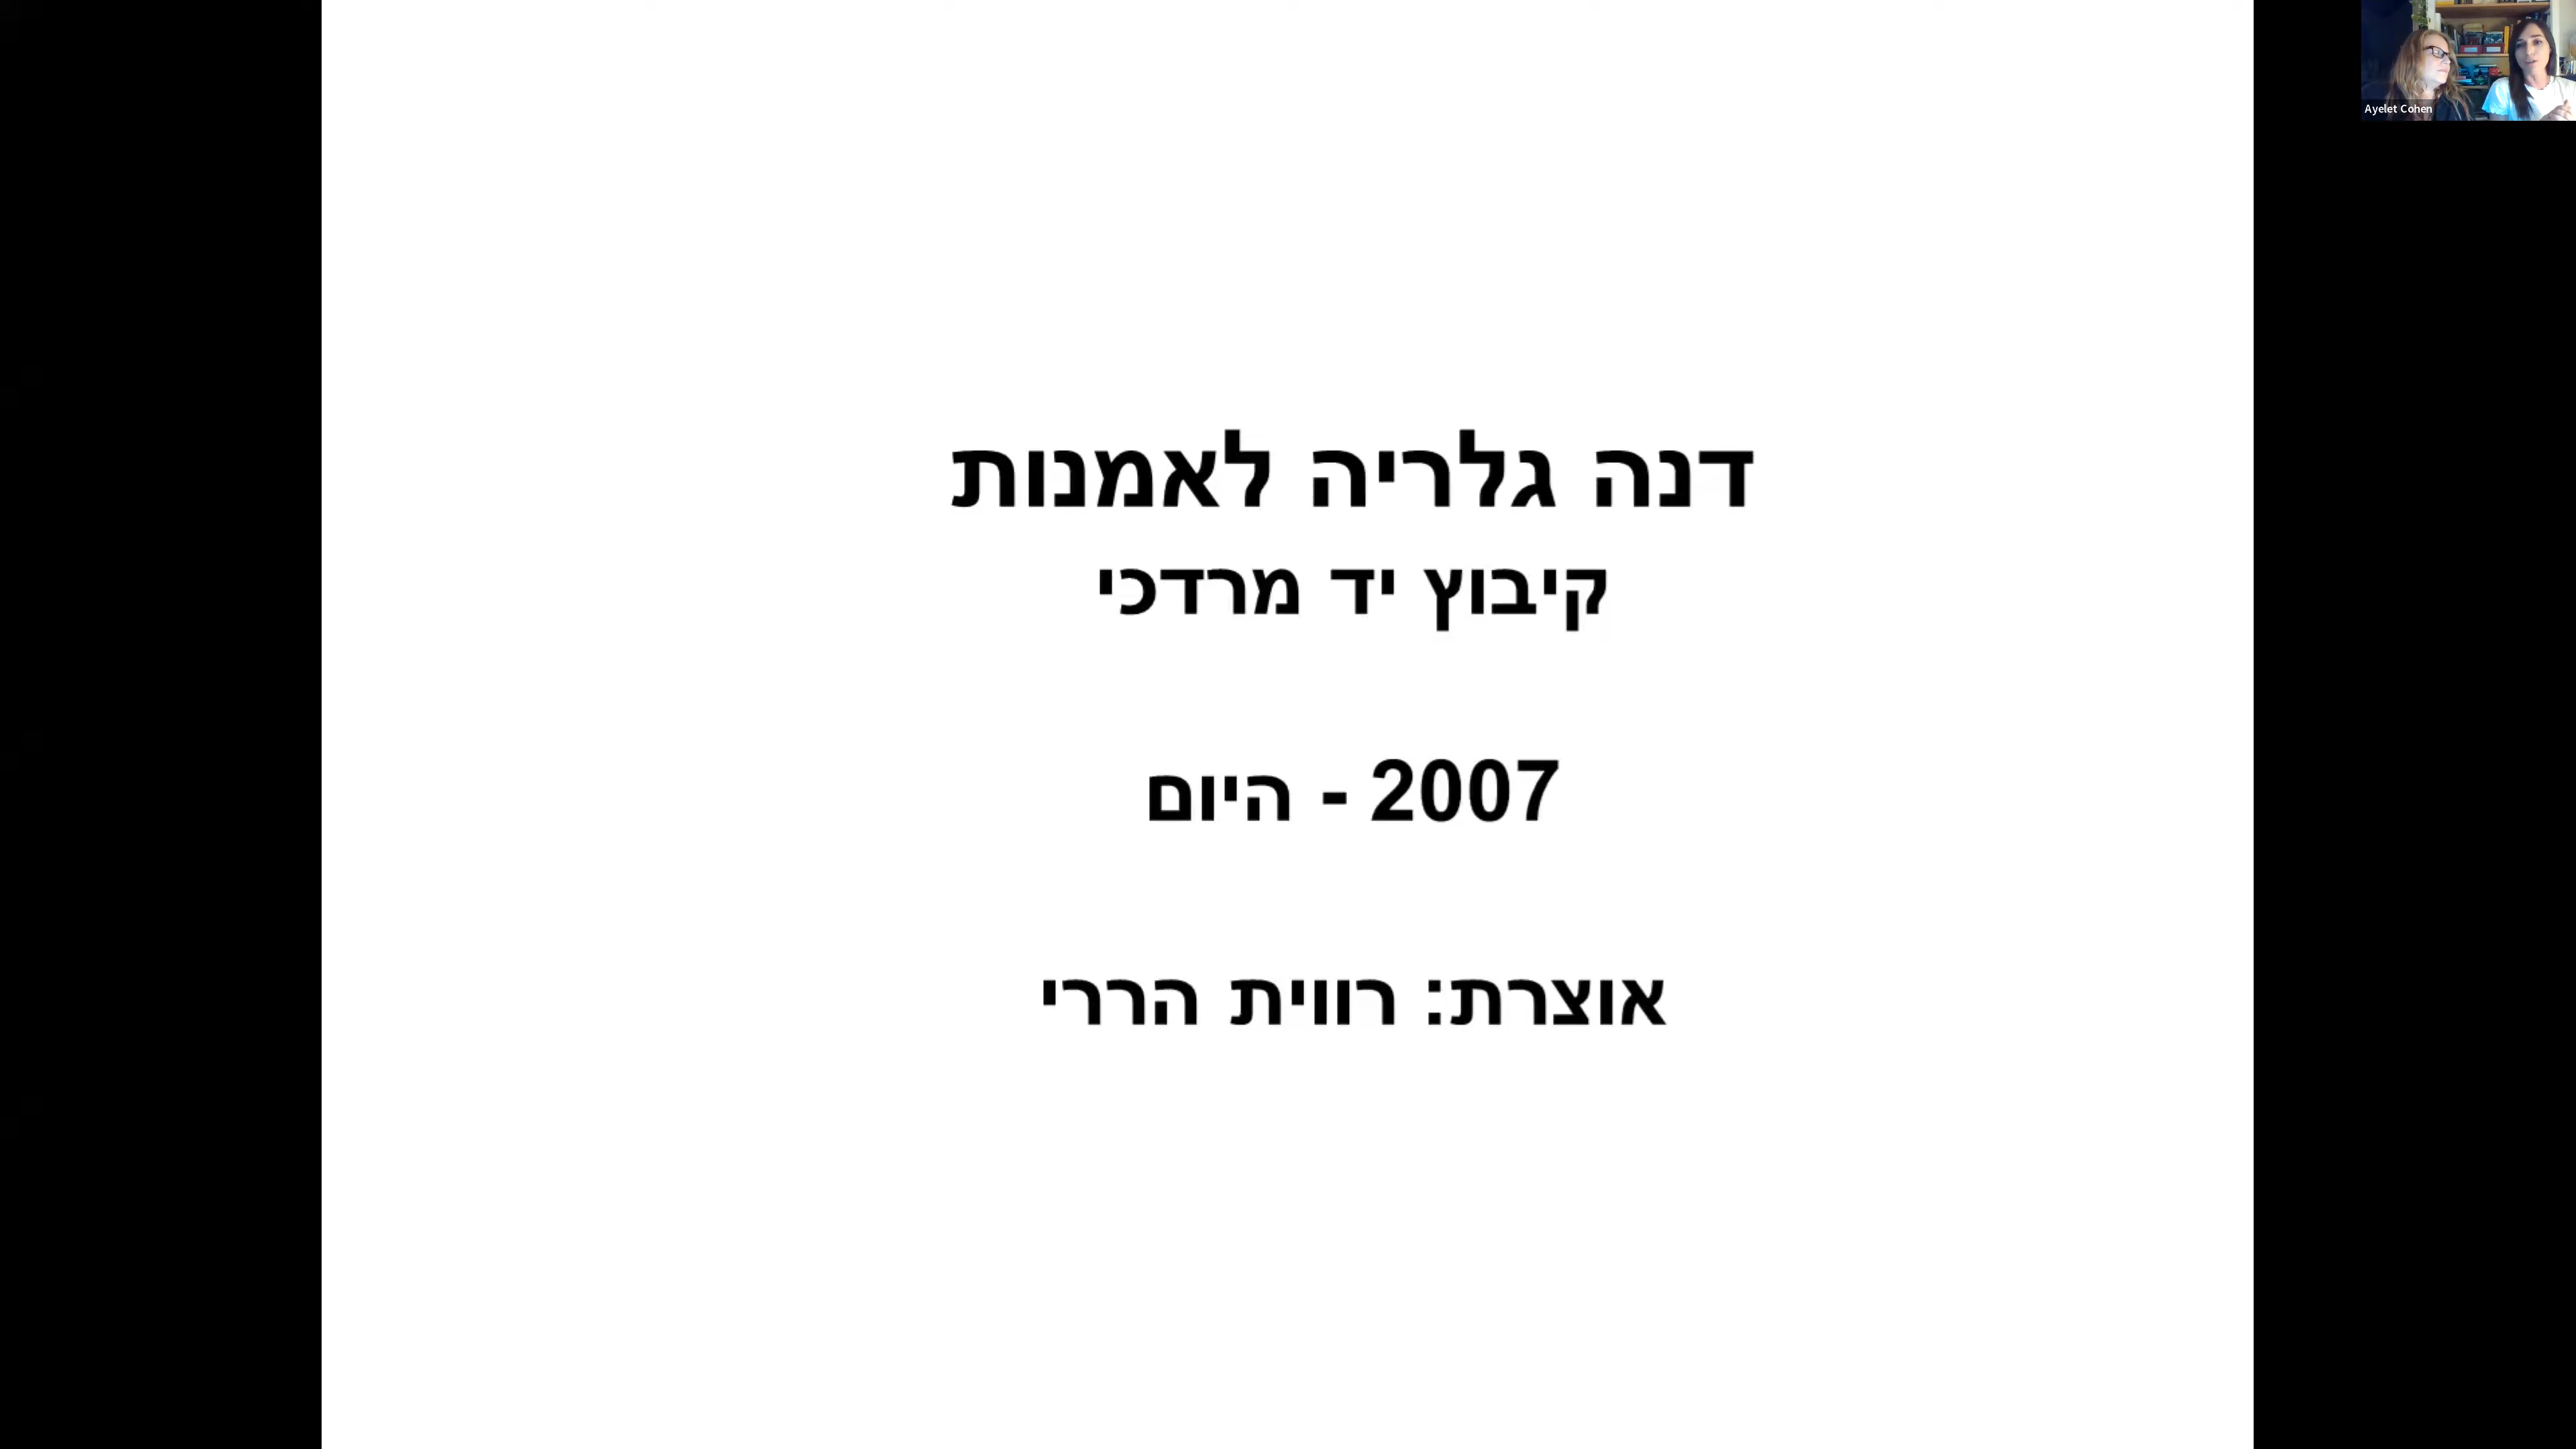 דנה גלריה לאמנות
קיבוץ יד מרדכי
2007 - היום
אוצרת: רווית הררי
Ayelet Cohen